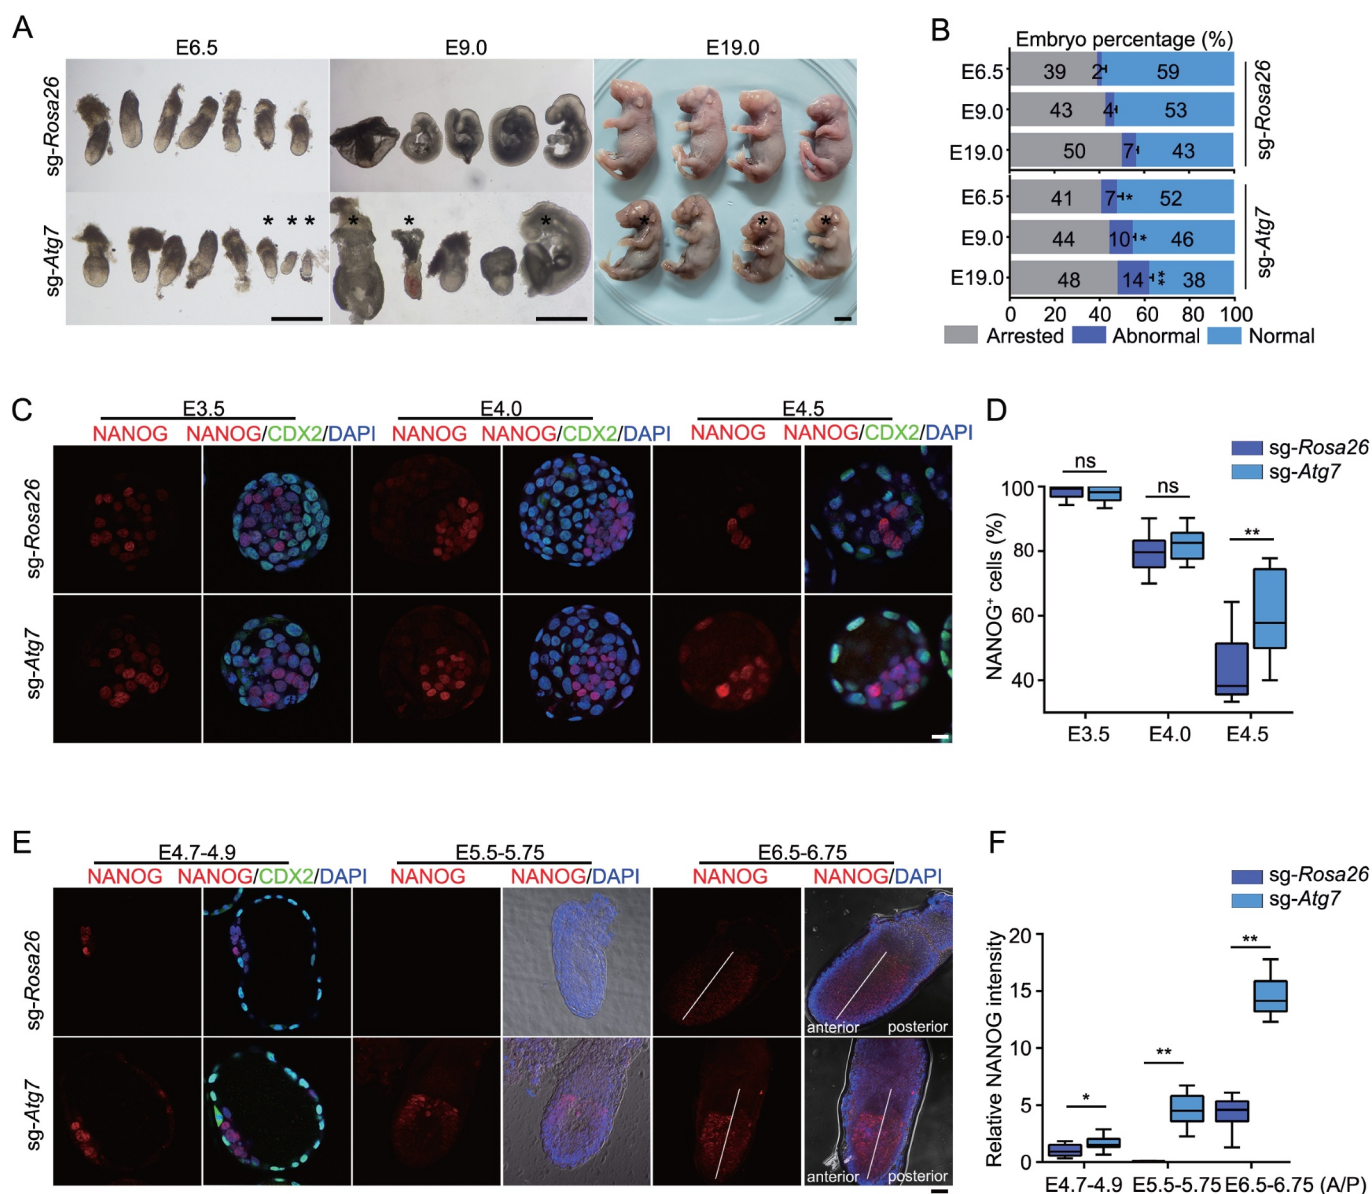 A
E6.5
E9.0
E19.0
sg-Rosa26
sg-Atg7
* * *
* * *
* * *
B
Embryo percentage (%)
E6.5 39 2 59
E9.0 43 4 53
E19.0 50 7 43
sg-Rosa26
E6.5 41 7 * 52
E9.0 44 10 * 46
E19.0 48 14 ** 38
sg-Atg7
0 20 40 60 80 100
Arrested Abnormal Normal
C
E3.5 E4.0 E4.5
NANOG NANOG/CDX2/DAPI NANOG NANOG/CDX2/DAPI NANOG NANOG/CDX2/DAPI
sg-Rosa26
sg-Atg7
D
sg-Rosa26
sg-Atg7
ns
ns
**
NANOG+ cells (%)
100
80
60
40
E3.5 E4.0 E4.5
E
E4.7-4.9 E5.5-5.75 E6.5-6.75
NANOG NANOG/CDX2/DAPI NANOG NANOG/DAPI NANOG NANOG/DAPI
sg-Rosa26
anterior posterior
sg-Atg7
anterior posterior
F
sg-Rosa26
sg-Atg7
Relative NANOG intensity
20
15
10
5
0
*
**
**
E4.7-4.9 E5.5-5.75 E6.5-6.75 (A/P)